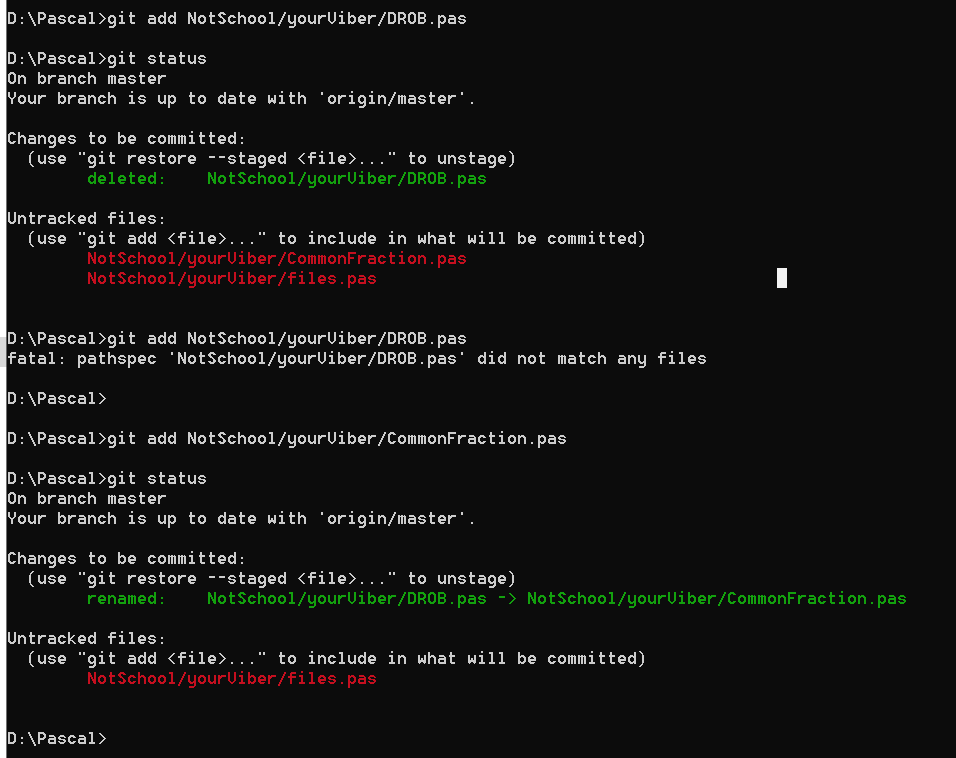 D:\Pascal>git add NotSchool/yourViber/DROB.pas
D:\Pascal>git status
On branch master
Your branch is up to date with 'origin/master'.
Changes to be committed:
  (use "git restore --staged <file>..." to unstage)
        deleted:    NotSchool/yourViber/DROB.pas
Untracked files:
  (use "git add <file>..." to include in what will be committed)
        NotSchool/yourViber/CommonFraction.pas
        NotSchool/yourViber/files.pas
D:\Pascal>git add NotSchool/yourViber/DROB.pas
fatal: pathspec 'NotSchool/yourViber/DROB.pas' did not match any files
D:\Pascal>
D:\Pascal>git add NotSchool/yourViber/CommonFraction.pas
D:\Pascal>git status
On branch master
Your branch is up to date with 'origin/master'.
Changes to be committed:
  (use "git restore --staged <file>..." to unstage)
        renamed:    NotSchool/yourViber/DROB.pas -> NotSchool/yourViber/CommonFraction.pas
Untracked files:
  (use "git add <file>..." to include in what will be committed)
        NotSchool/yourViber/files.pas
D:\Pascal>